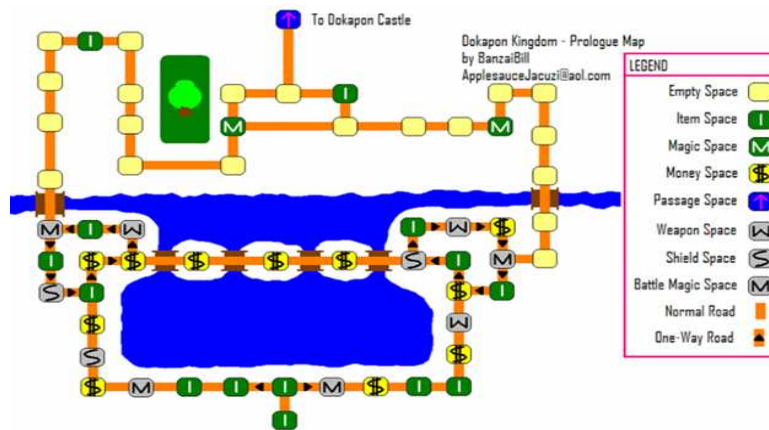 To Dokapon Castle
Dokapon Kingdom - Prologue Map
by BanzaiBill
ApplesauceJacuzi@aol.com
LEGEND
Empty Space
I Item Space
M Magic Space
$ Money Space
Passage Space
W Weapon Space
S Shield Space
M Battle Magic Space
Normal Road
One-Way Road
I
I
M
M
I
M I W
I W $
I
$ $ $ $ $ S I
M
S I
$ I
$
W
S
$
$ M I I I M $ I I
I